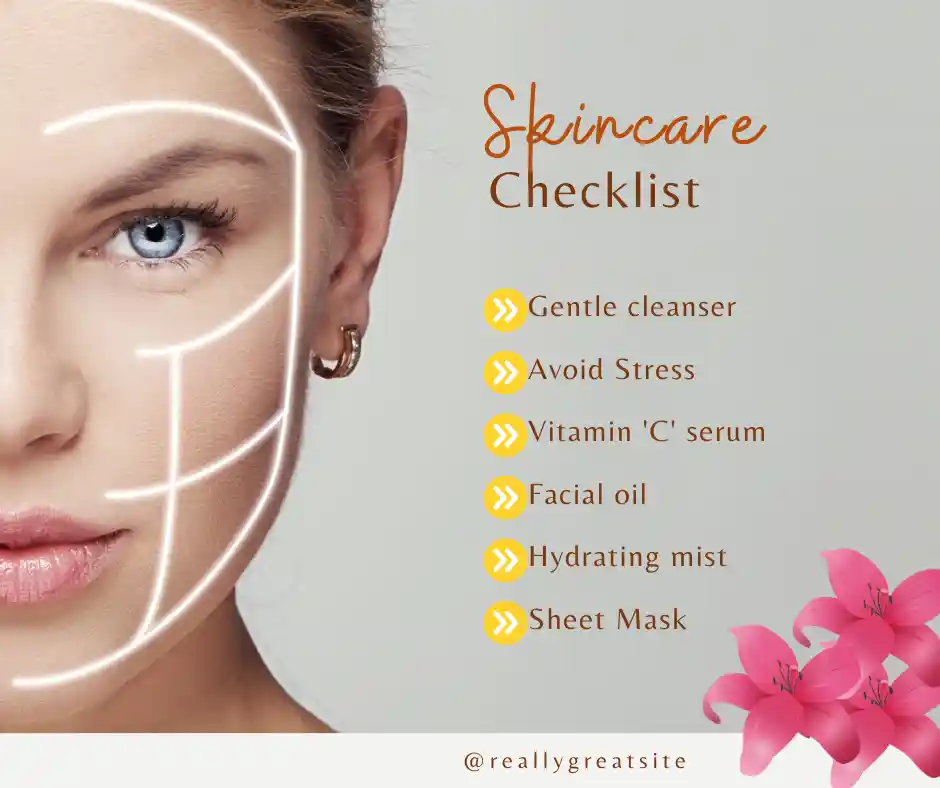 Skincare
Checklist
Gentle cleanser
Avoid Stress
Vitamin 'C' serum
Facial oil
Hydrating mist
Sheet Mask
@reallygreatsite